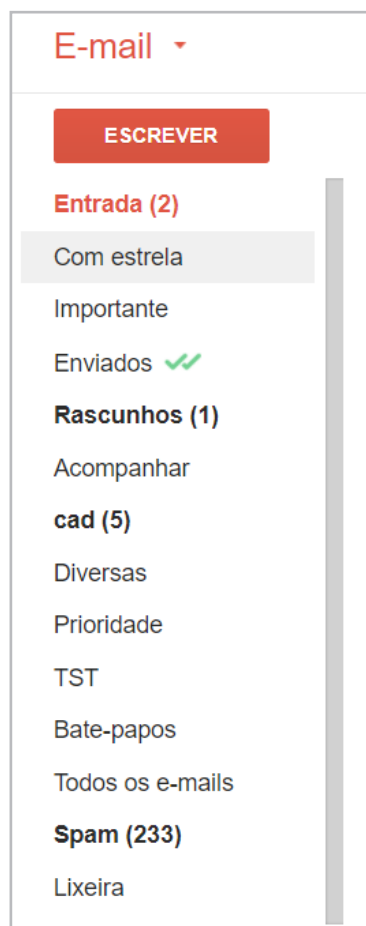 E-mail
ESCREVER
Entrada (2)
Com estrela
Importante
Enviados
Rascunhos (1)
Acompanhar
cad (5)
Diversas
Prioridade
TST
Bate-papos
Todos os e-mails
Spam (233)
Lixeira